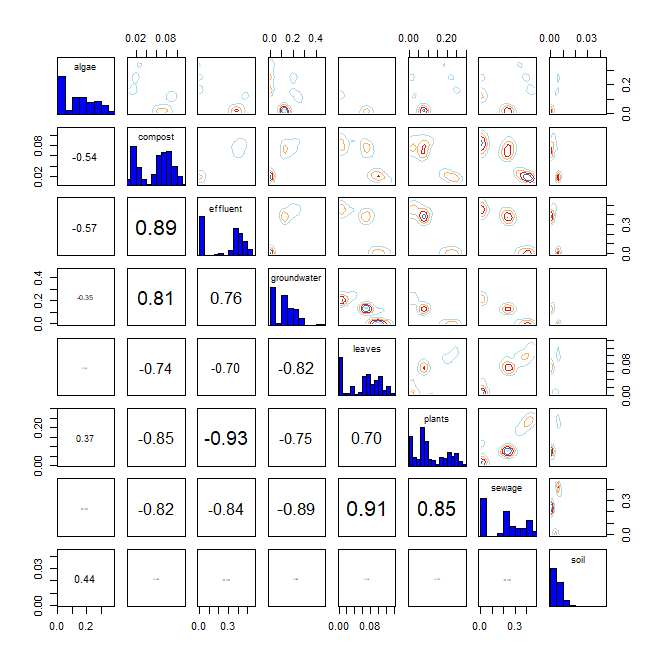 0.02 0.08 0.0 0.2 0.4 0.00 0.20 0.00 0.03
algae 0.0 0.2
0.02 0.08 -0.54 compost
-0.57 0.89 effluent 0.0 0.3
0.0 0.2 0.4 -0.35 0.81 0.76 groundwater
-0.74 -0.70 -0.82 leaves 0.00 0.08
0.00 0.20 0.37 -0.85 -0.93 -0.75 0.70 plants
-0.82 -0.84 -0.89 0.91 0.85 sewage 0.0 0.3
0.00 0.03 0.44 soil
0.0 0.2 0.0 0.3 0.00 0.08 0.0 0.3